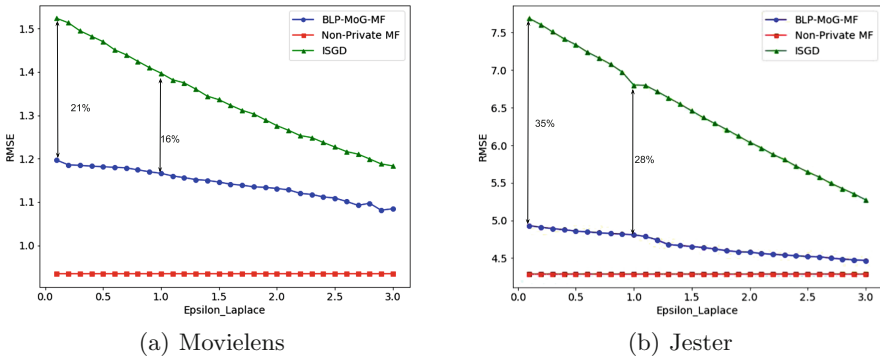 BLP-MoG-MF
Non-Private MF
ISGD
1.5
1.4
1.3
1.2
1.1
1.0
RMSE
21%
16%
0.0 0.5 1.0 1.5 2.0 2.5 3.0
Epsilon_Laplace
(a) Movielens
BLP-MoG-MF
Non-Private MF
ISGD
7.5
7.0
6.5
6.0
5.5
5.0
4.5
RMSE
35%
28%
0.0 0.5 1.0 1.5 2.0 2.5 3.0
Epsilon_Laplace
(b) Jester